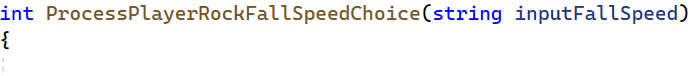 int ProcessPlayerRockFallSpeedChoice(string inputFallSpeed)
{